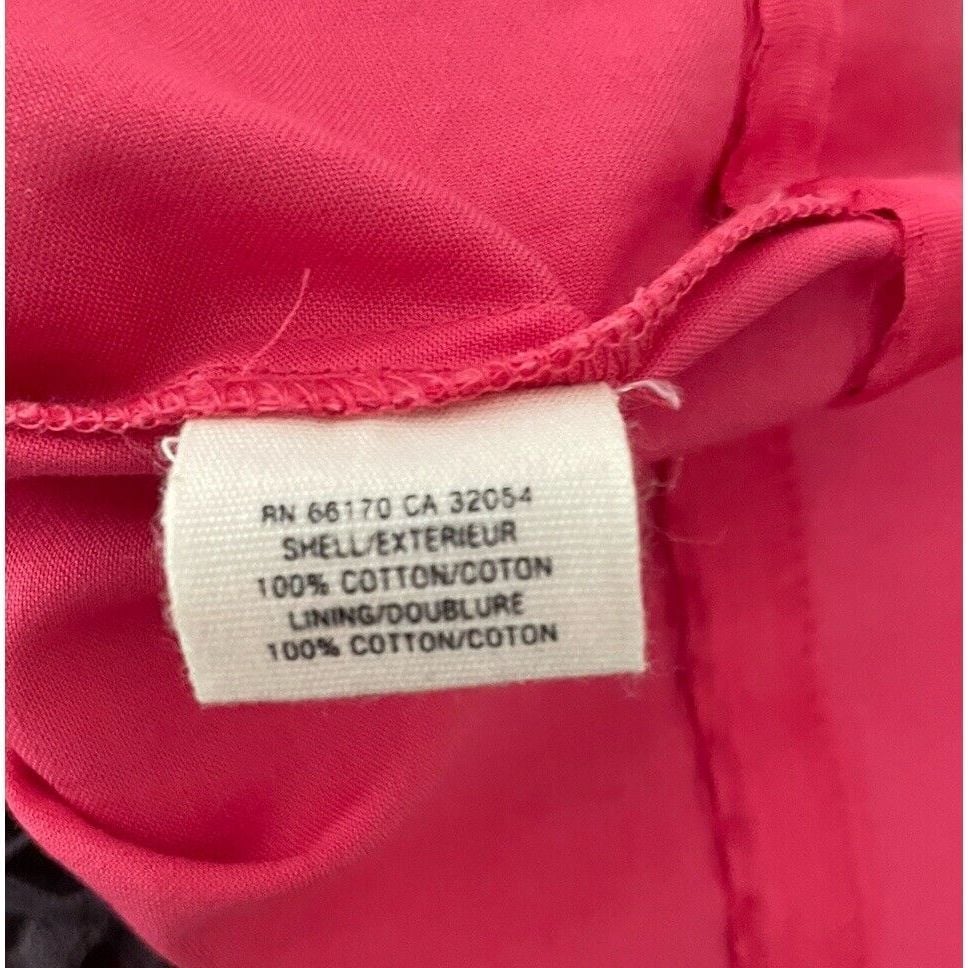 RN 66170 CA 32054
SHELL/EXTERIEUR
100% COTTON/COTON
LINING/DOUBLURE
100% COTTON/COTON